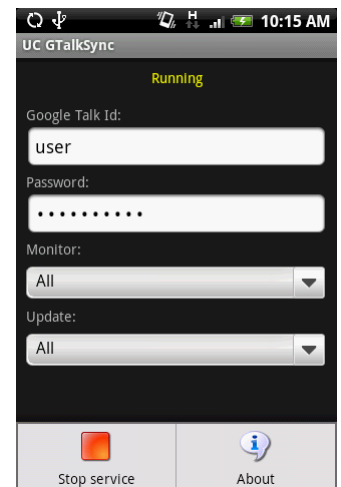 H 10:15 AM
UC GTalkSync
Running
Google Talk Id:
user
Password:
••••••••••
Monitor:
All
Update:
All
Stop service About